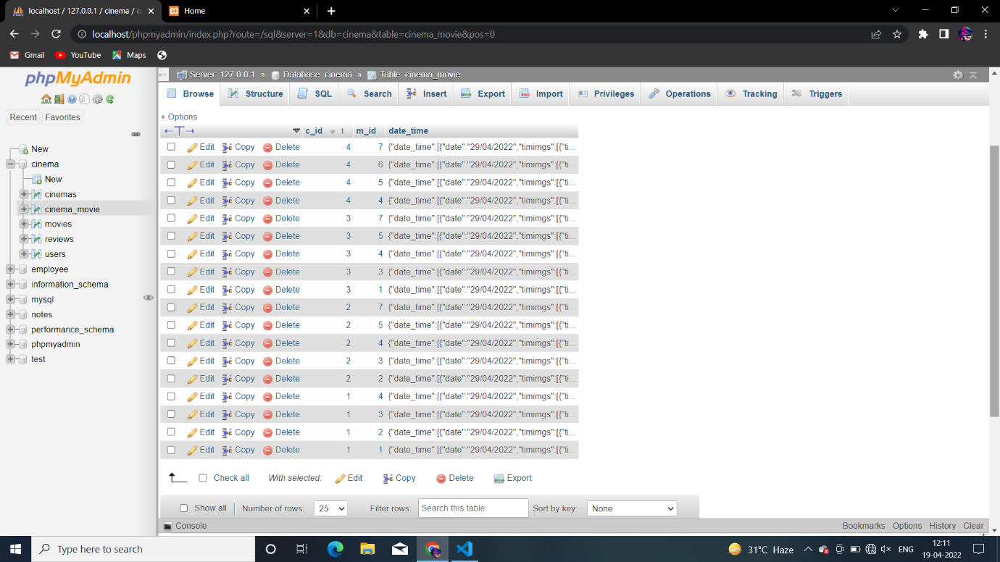 localhost / 127.0.0.1 / cinema / ci
Home
localhost/phpmyadmin/index.php?route=/sql&server=1&db=cinema&table=cinema_movie&pos=0
Gmail YouTube Maps
phpMyAdmin
Recent Favorites
New
cinema
New
cinemas
cinema_movie
movies
reviews
users
employee
information_schema
mysql
notes
performance_schema
phpmyadmin
test
Server: 127.0.0.1 » Database: cinema » Table: cinema_movie
Browse Structure SQL Search Insert Export Import Privileges Operations Tracking Triggers
+ Options
←T→ c_id 1 m_id date_time
Edit Copy Delete 4 7 {"date_time":[{"date":"29/04/2022","timimgs":[{"ti...
Edit Copy Delete 4 6 {"date_time":[{"date":"29/04/2022","timimgs":[{"ti...
Edit Copy Delete 4 5 {"date_time":[{"date":"29/04/2022","timimgs":[{"ti...
Edit Copy Delete 4 4 {"date_time":[{"date":"29/04/2022","timimgs":[{"ti...
Edit Copy Delete 3 7 {"date_time":[{"date":"29/04/2022","timimgs":[{"ti...
Edit Copy Delete 3 5 {"date_time":[{"date":"29/04/2022","timimgs":[{"ti...
Edit Copy Delete 3 4 {"date_time":[{"date":"29/04/2022","timimgs":[{"ti...
Edit Copy Delete 3 3 {"date_time":[{"date":"29/04/2022","timimgs":[{"ti...
Edit Copy Delete 3 1 {"date_time":[{"date":"29/04/2022","timimgs":[{"ti...
Edit Copy Delete 2 7 {"date_time":[{"date":"29/04/2022","timimgs":[{"ti...
Edit Copy Delete 2 5 {"date_time":[{"date":"29/04/2022","timimgs":[{"ti...
Edit Copy Delete 2 4 {"date_time":[{"date":"29/04/2022","timimgs":[{"ti...
Edit Copy Delete 2 3 {"date_time":[{"date":"29/04/2022","timimgs":[{"ti...
Edit Copy Delete 2 2 {"date_time":[{"date":"29/04/2022","timimgs":[{"ti...
Edit Copy Delete 1 4 {"date_time":[{"date":"29/04/2022","timimgs":[{"ti...
Edit Copy Delete 1 3 {"date_time":[{"date":"29/04/2022","timimgs":[{"ti...
Edit Copy Delete 1 2 {"date_time":[{"date":"29/04/2022","timimgs":[{"ti...
Edit Copy Delete 1 1 {"date_time":[{"date":"29/04/2022","timimgs":[{"ti...
Check all With selected: Edit Copy Delete Export
Show all Number of rows: 25 Filter rows: Search this table Sort by key: None
Console Bookmarks Options History Clear
Type here to search 31°C Haze ENG 12:11
19-04-2022